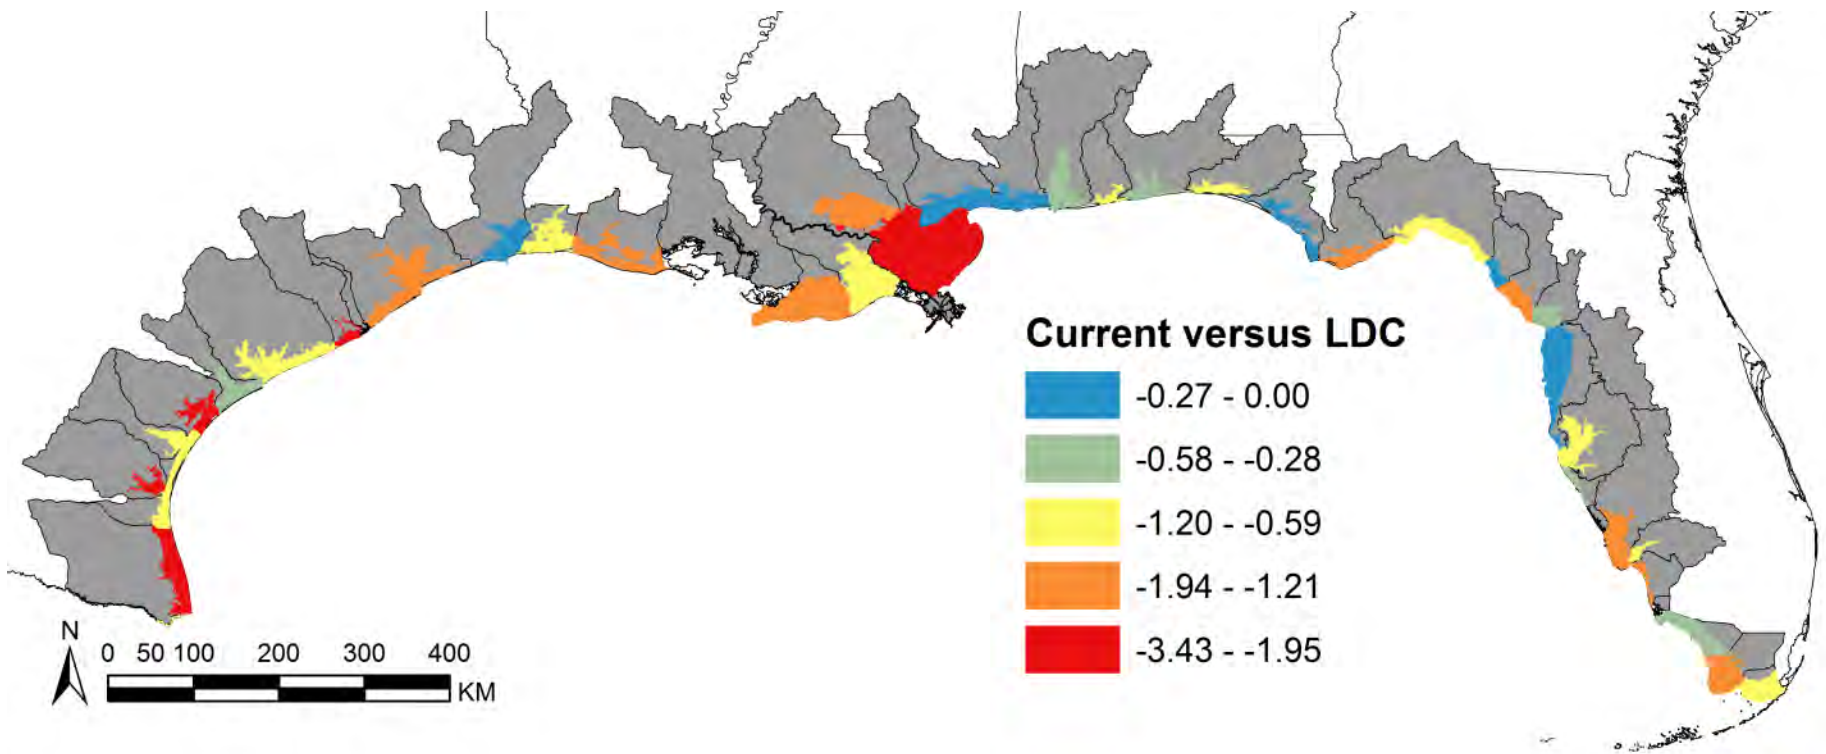 Current versus LDC
-0.27 - 0.00
-0.58 - -0.28
-1.20 - -0.59
-1.94 - -1.21
-3.43 - -1.95
N
0 50 100 200 300 400
KM